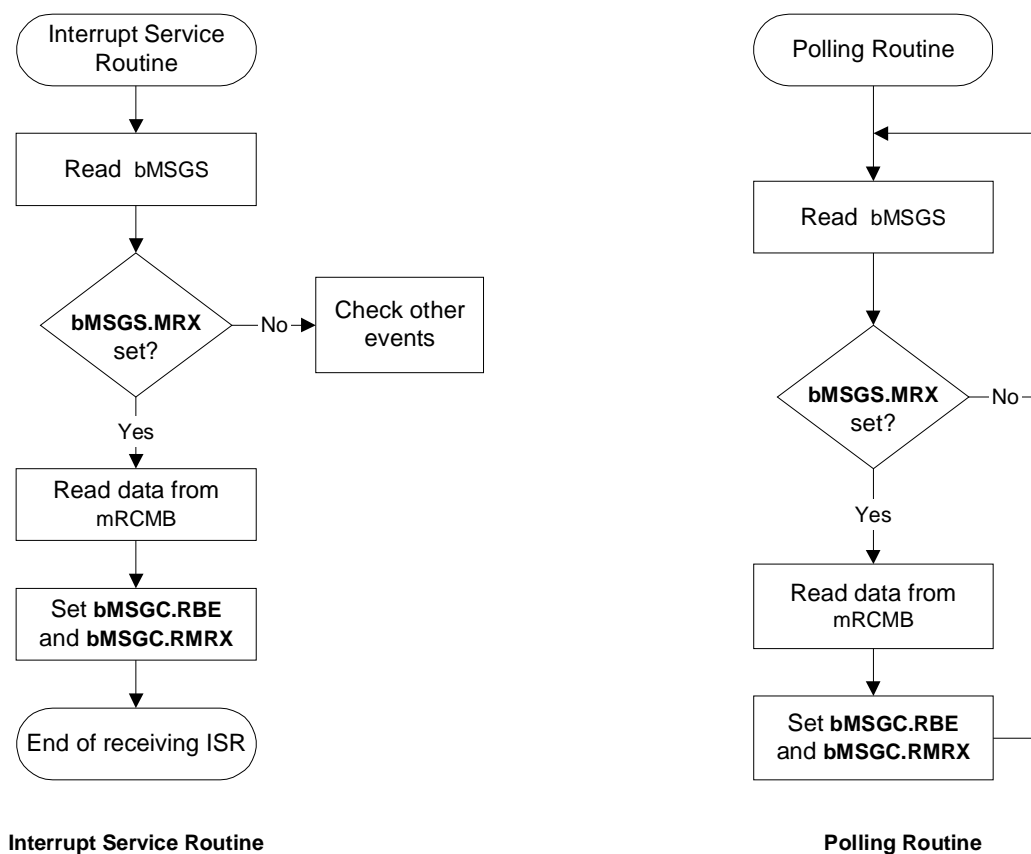 Interrupt Service
Routine
Read bMSGS
bMSGS.MRX
set?
No
Check other
events
Yes
Read data from
mRCMB
Set bMSGC.RBE
and bMSGC.RMRX
End of receiving ISR
Interrupt Service Routine
Polling Routine
Read bMSGS
bMSGS.MRX
set?
No
Yes
Read data from
mRCMB
Set bMSGC.RBE
and bMSGC.RMRX
Polling Routine